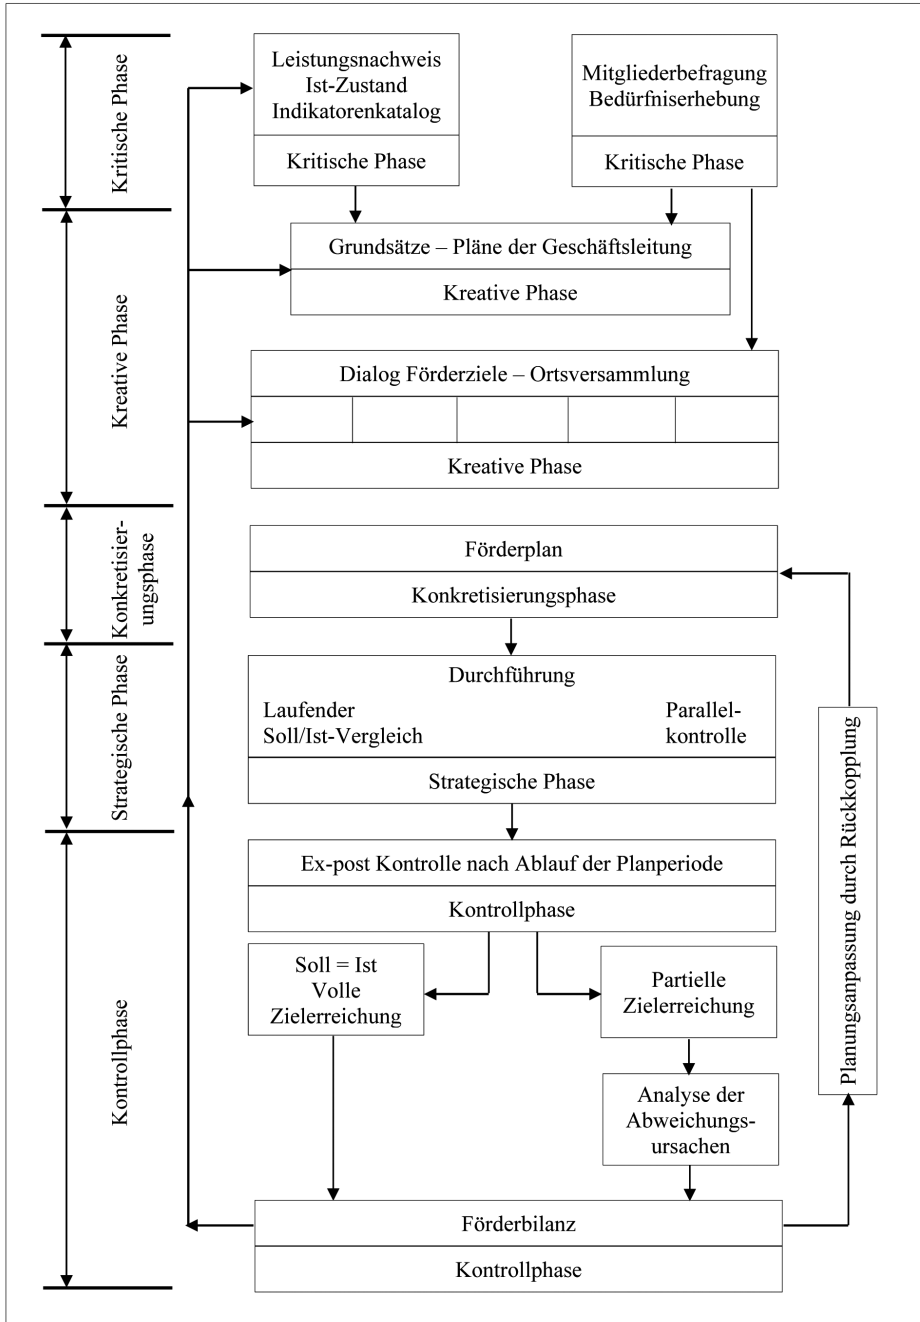 Kritische Phase
Kreative Phase
Konkretisier-
ungsphase
Strategische Phase
Kontrollphase
Leistungsnachweis
Ist-Zustand
Indikatorenkatalog
Kritische Phase
Mitgliederbefragung
Bedürfniserhebung
Kritische Phase
Grundsätze – Pläne der Geschäftsleitung
Kreative Phase
Dialog Förderziele – Ortsversammlung
Kreative Phase
Förderplan
Konkretisierungsphase
Durchführung
Laufender
Soll/Ist-Vergleich
Parallel-
kontrolle
Strategische Phase
Ex-post Kontrolle nach Ablauf der Planperiode
Kontrollphase
Soll = Ist
Volle
Zielerreichung
Partielle
Zielerreichung
Analyse der
Abweichungs-
ursachen
Förderbilanz
Kontrollphase
Planungsanpassung durch Rückkopplung